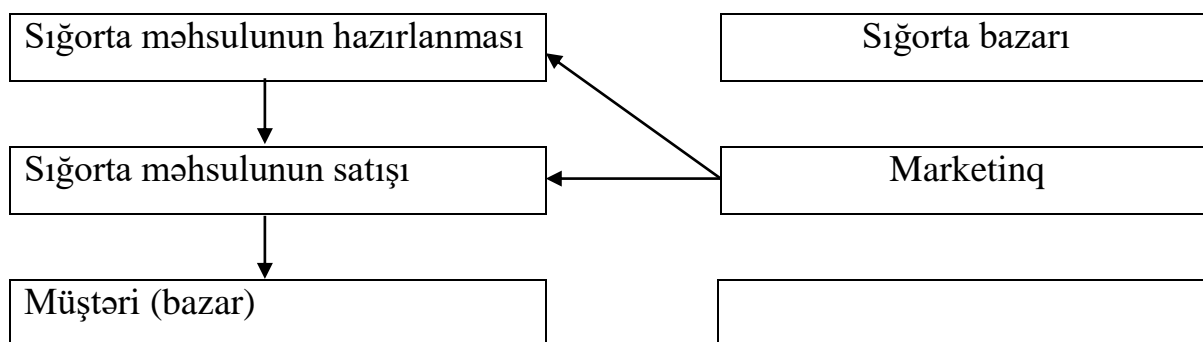 Sığorta məhsulunun hazırlanması
Sığorta bazarı
Sığorta məhsulunun satışı
Marketinq
Müştəri (bazar)